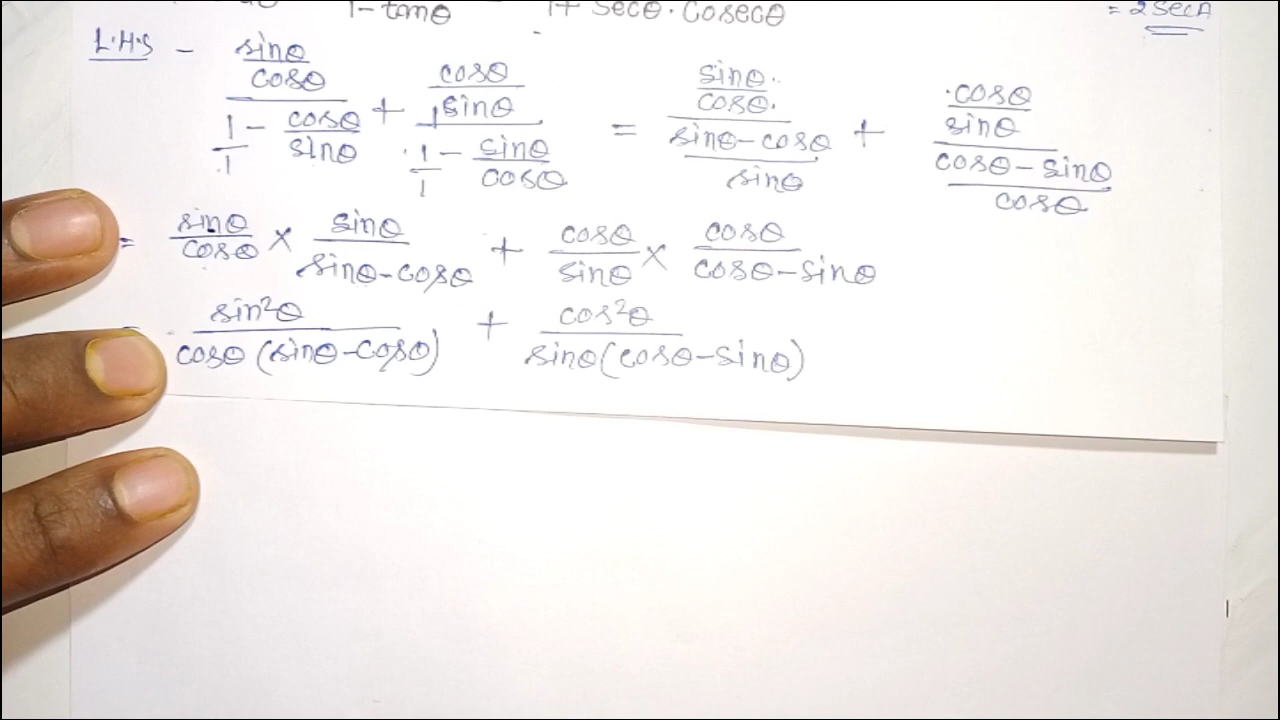 1 - tanθ 1 + secθ · cosecθ = 2 SecA
L.H.S - sinθ/cosθ / (1/1 - cosθ/sinθ) + cosθ/sinθ / (1/1 - sinθ/cosθ) = sinθ/cosθ / ((sinθ - cosθ)/sinθ) + cosθ/sinθ / ((cosθ - sinθ)/cosθ)
= sinθ/cosθ × sinθ/(sinθ - cosθ) + cosθ/sinθ × cosθ/(cosθ - sinθ)
= sin²θ/cosθ(sinθ - cosθ) + cos²θ/sinθ(cosθ - sinθ)